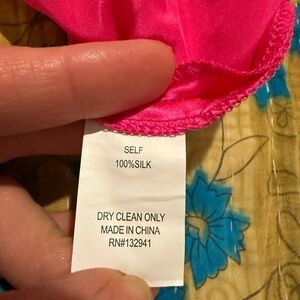 SELF
100%SILK
DRY CLEAN ONLY
MADE IN CHINA
RN#132941